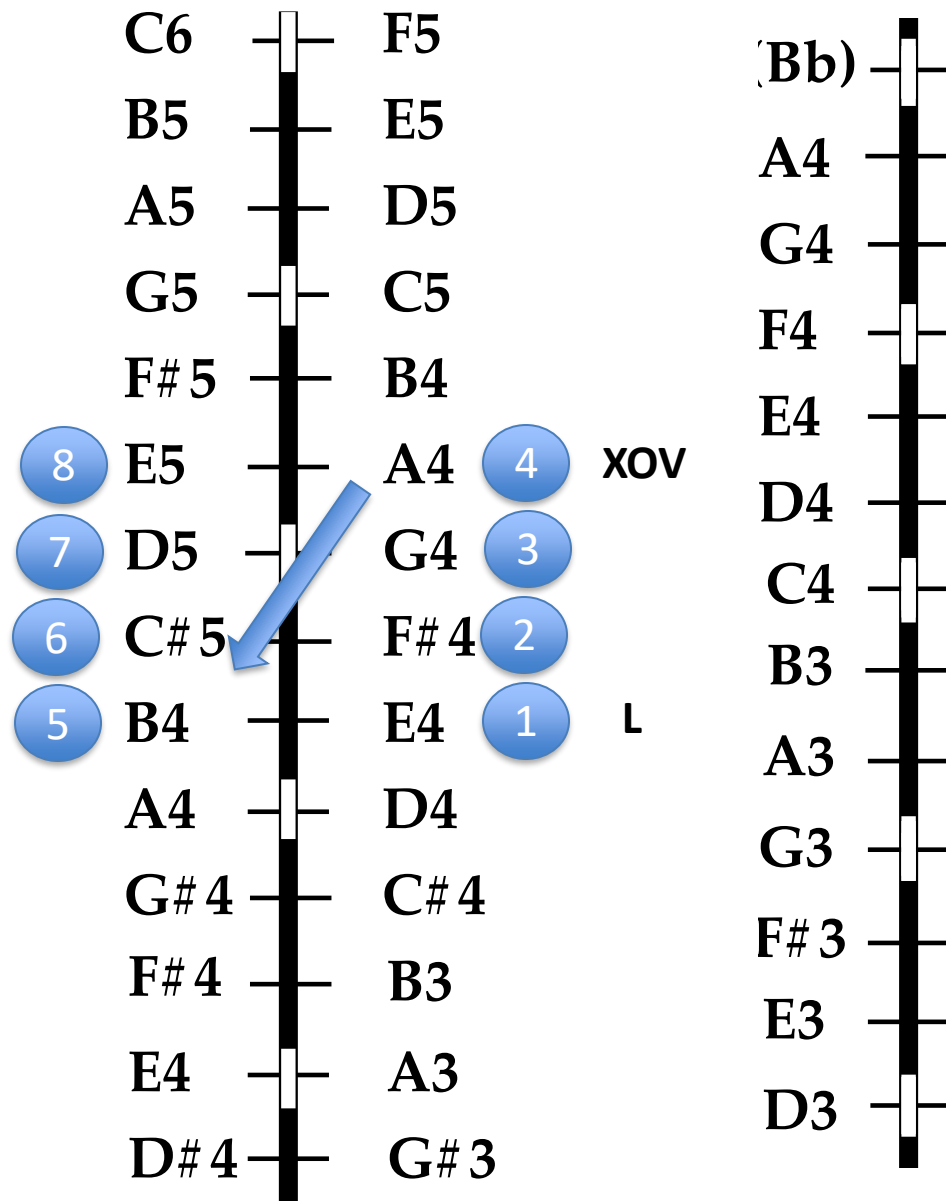 C6 F5
(Bb)
B5 E5
A4
A5 D5
G4
G5 C5
F4
F#5 B4
E4
8 E5 A4 4 XOV
D4
7 D5 G4 3
C4
6 C#5 F#4 2
B3
5 B4 E4 1 L
A3
A4 D4
G3
G#4 C#4
F#3
F#4 B3
E3
E4 A3
D3
D#4 G#3